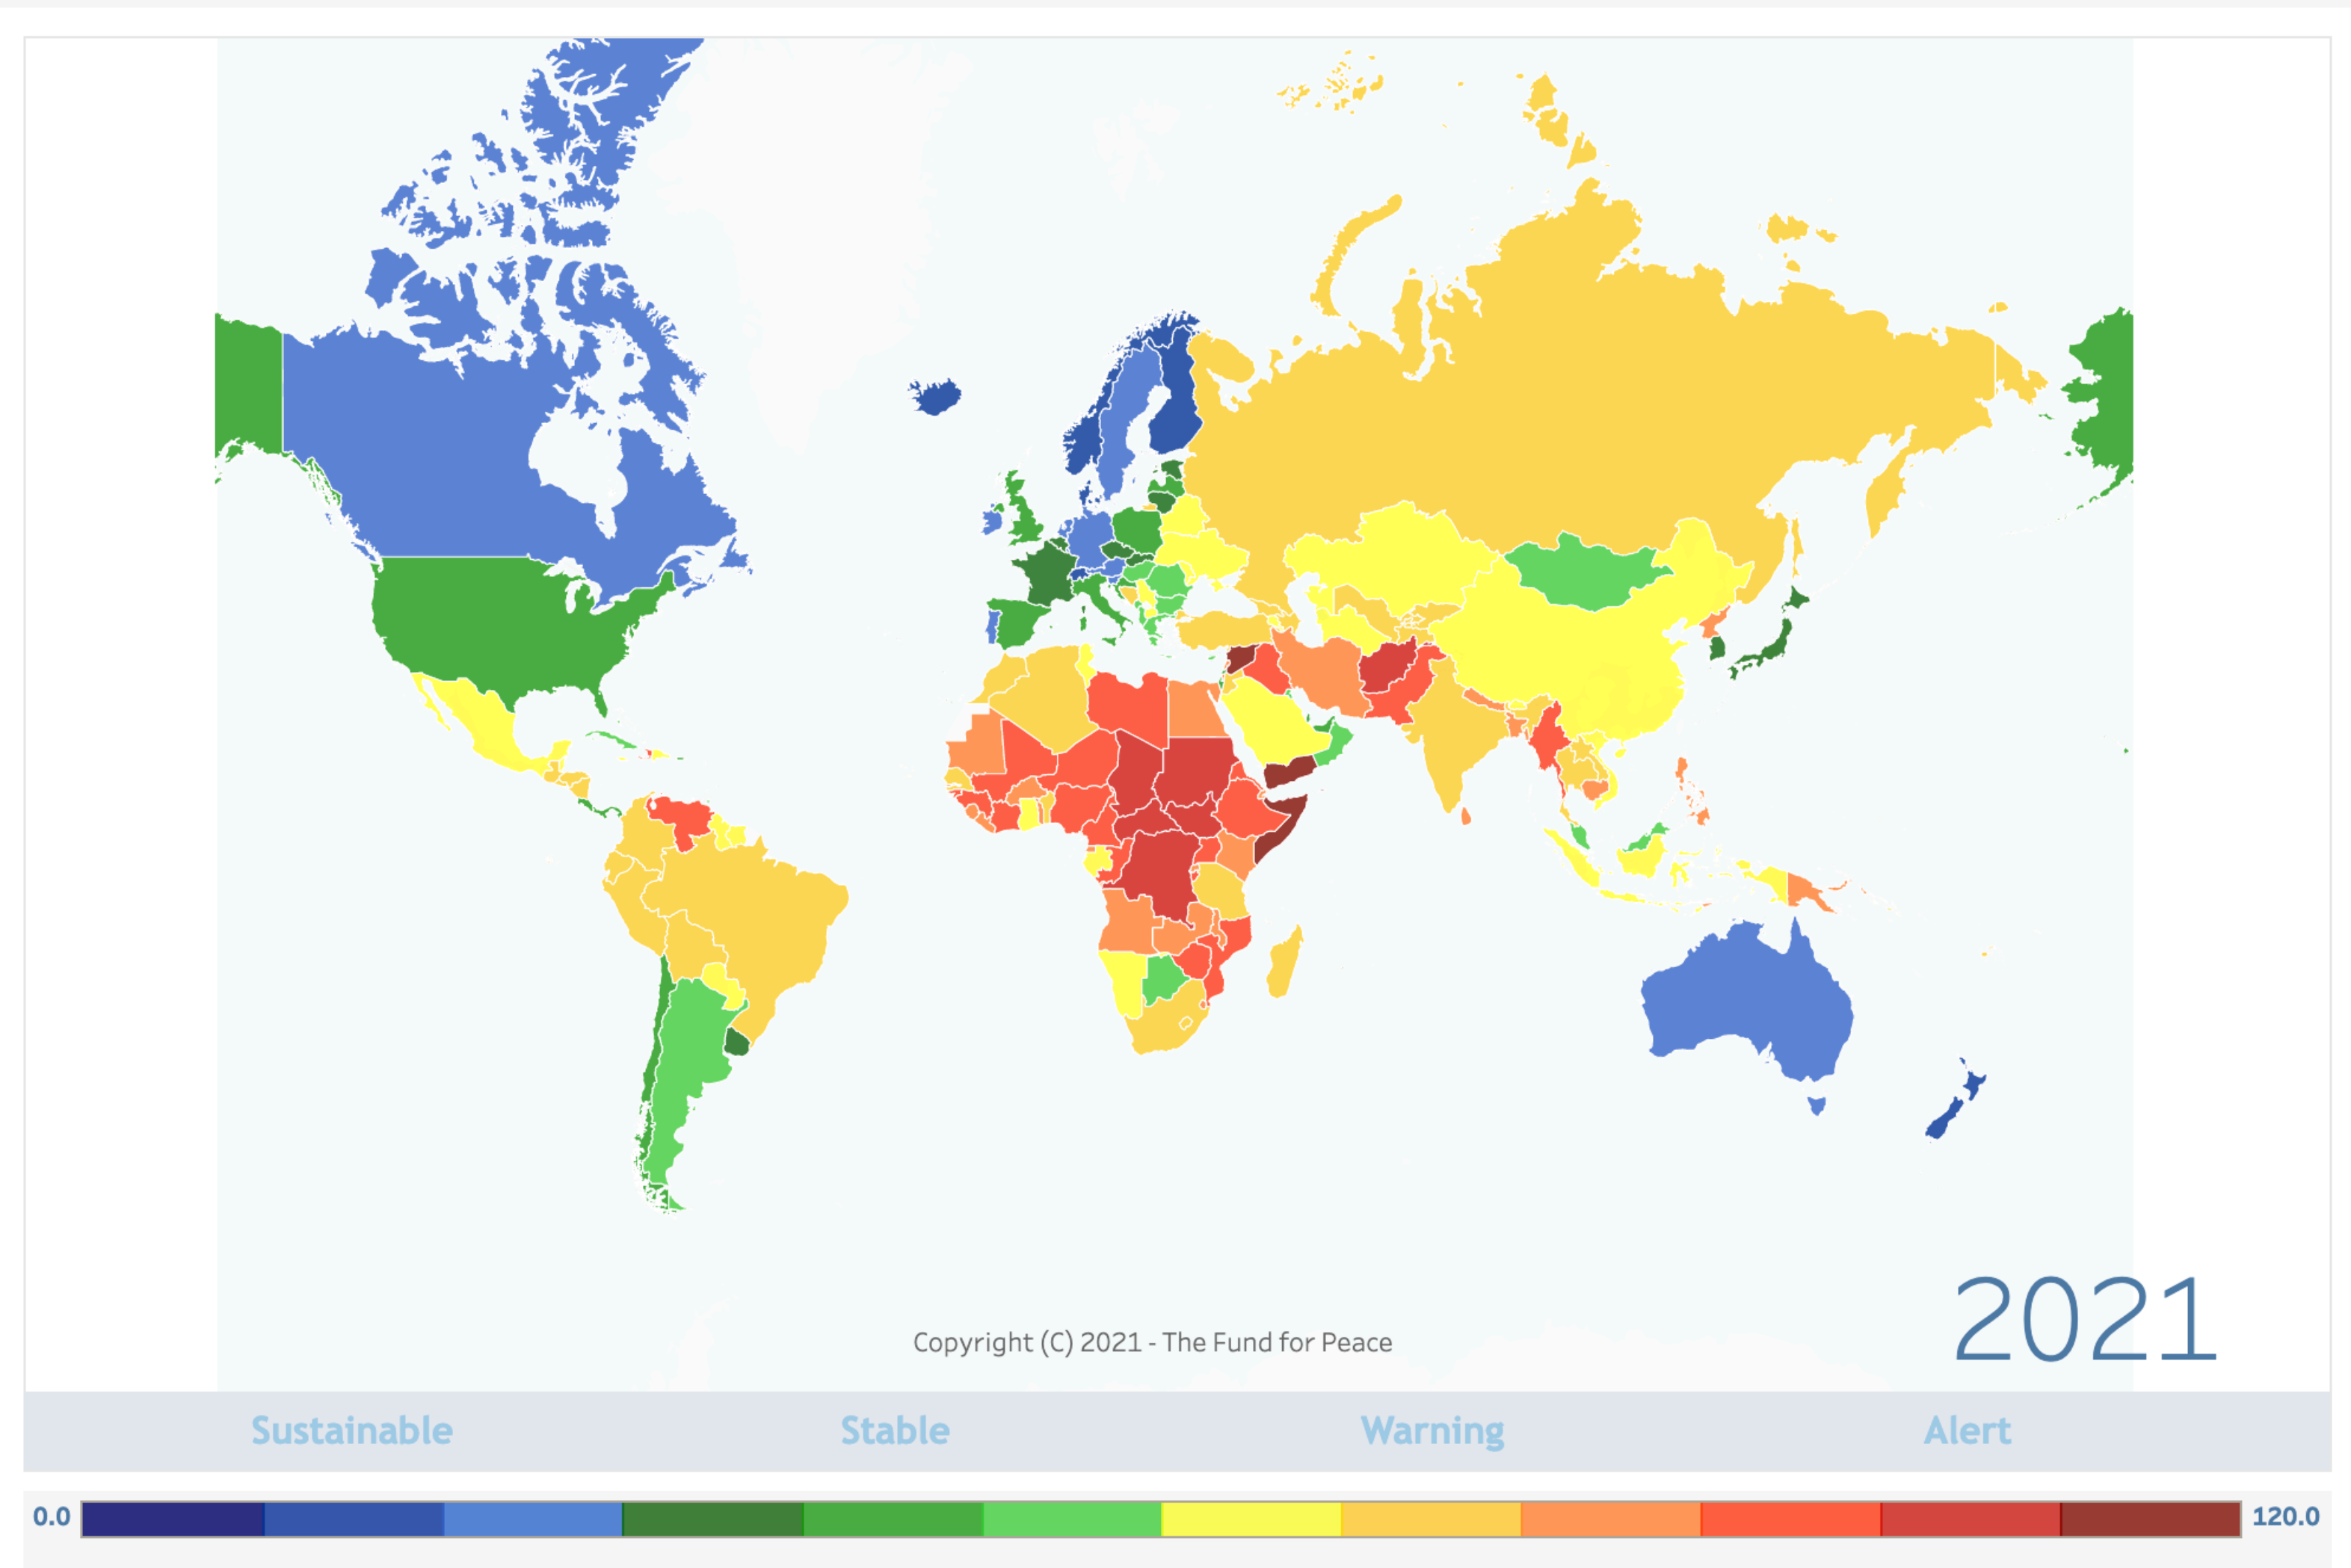 2021
Copyright (C) 2021 - The Fund for Peace
Sustainable Stable Warning Alert
0.0 120.0